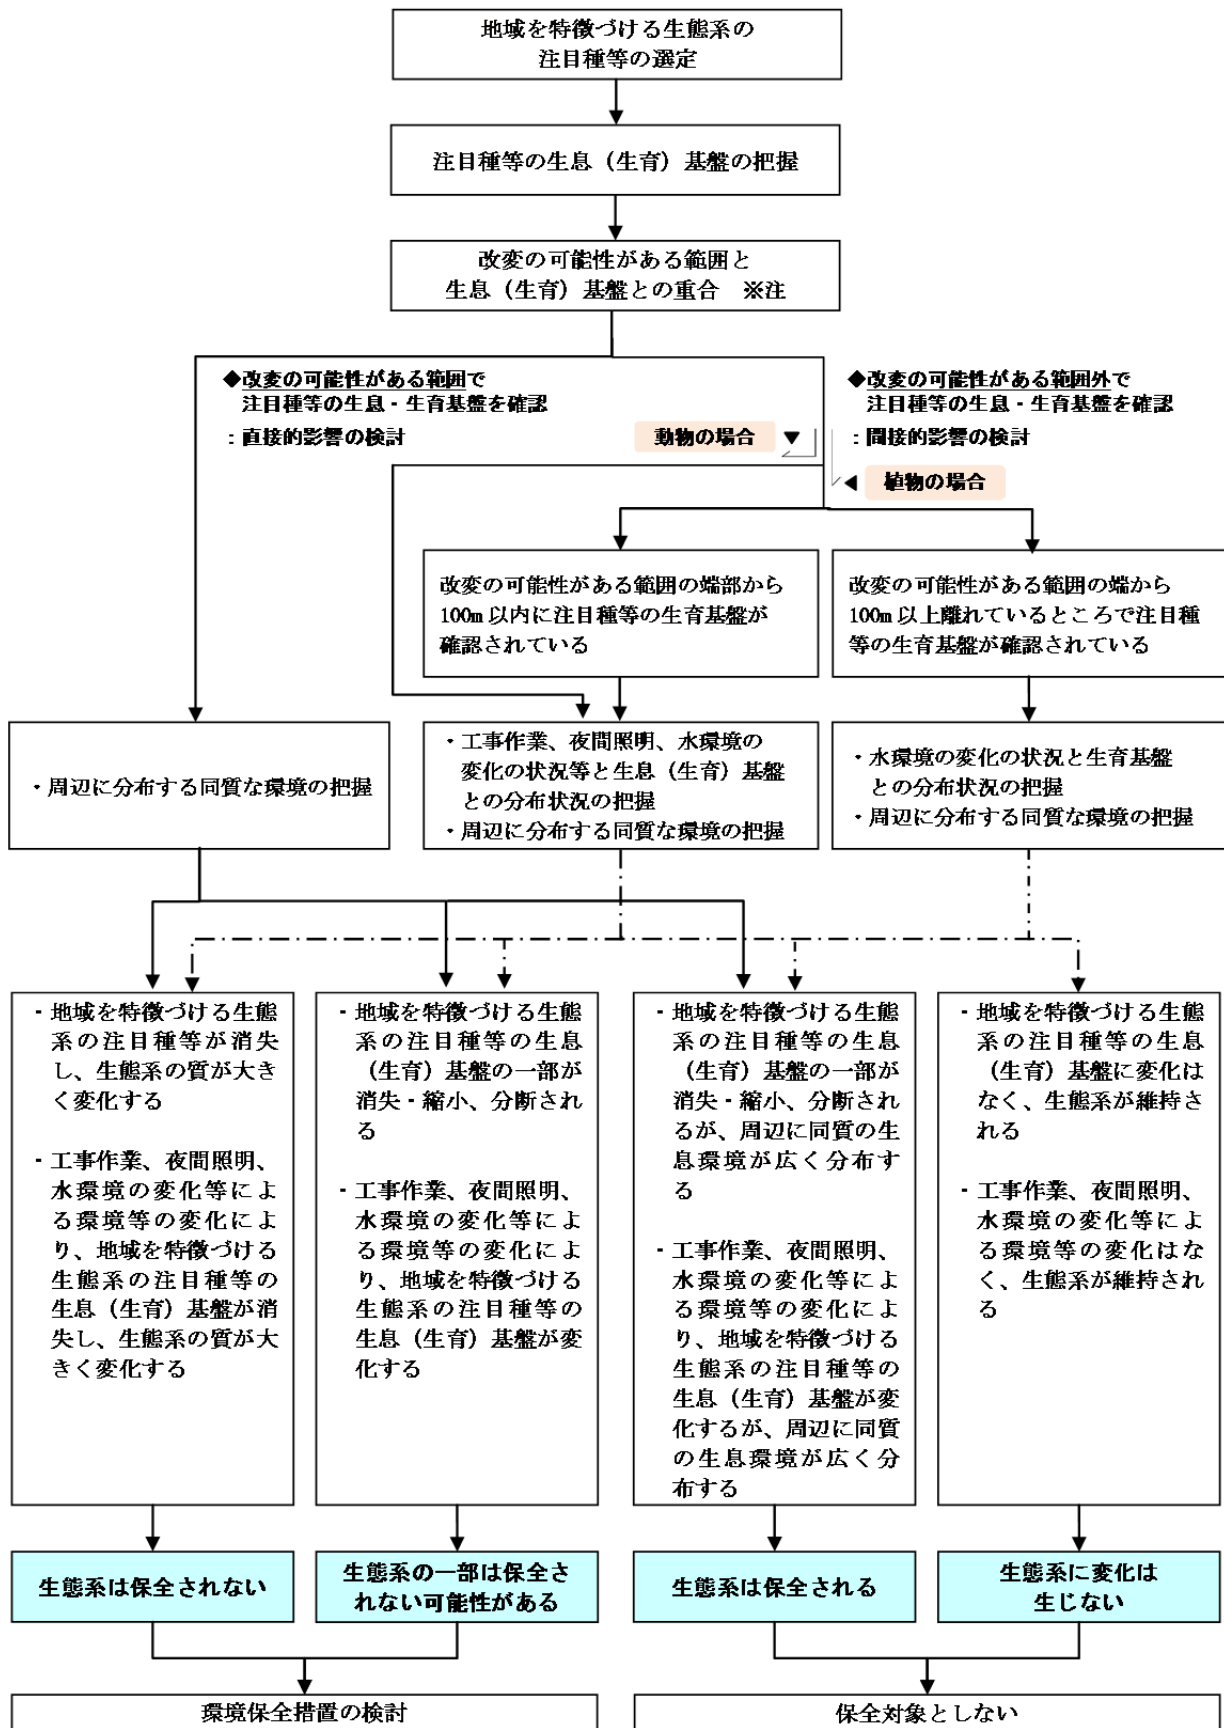 地域を特徴づける生態系の
注目種等の選定
注目種等の生息（生育）基盤の把握
改変の可能性がある範囲と
生息（生育）基盤との重合　※注
◆改変の可能性がある範囲で
注目種等の生息・生育基盤を確認
：直接的影響の検討
動物の場合 ▼
◆改変の可能性がある範囲外で
注目種等の生息・生育基盤を確認
：間接的影響の検討
◀ 植物の場合
改変の可能性がある範囲の端部から
100m 以内に注目種等の生育基盤が
確認されている
改変の可能性がある範囲の端から
100m 以上離れているところで注目種
等の生育基盤が確認されている
・周辺に分布する同質な環境の把握
・工事作業、夜間照明、水環境の
変化の状況等と生息（生育）基盤
との分布状況の把握
・周辺に分布する同質な環境の把握
・水環境の変化の状況と生育基盤
との分布状況の把握
・周辺に分布する同質な環境の把握
・地域を特徴づける生態
系の注目種等が消失
し、生態系の質が大き
く変化する
・工事作業、夜間照明、
水環境の変化等によ
る環境等の変化によ
り、地域を特徴づける
生態系の注目種等の
生息（生育）基盤が消
失し、生態系の質が大
きく変化する
・地域を特徴づける生態
系の注目種等の生息
（生育）基盤の一部が
消失・縮小、分断され
る
・工事作業、夜間照明、
水環境の変化等によ
る環境等の変化によ
り、地域を特徴づける
生態系の注目種等の
生息（生育）基盤が変
化する
・地域を特徴づける生態
系の注目種等の生息
（生育）基盤の一部が
消失・縮小、分断され
るが、周辺に同質の生
息環境が広く分布す
る
・工事作業、夜間照明、
水環境の変化等によ
る環境等の変化によ
り、地域を特徴づける
生態系の注目種等の
生息（生育）基盤が変
化するが、周辺に同質
の生息環境が広く分
布する
・地域を特徴づける生態
系の注目種等の生息
（生育）基盤に変化は
なく、生態系が維持さ
れる
・工事作業、夜間照明、
水環境の変化等によ
る環境等の変化はな
く、生態系が維持され
る
生態系は保全されない
生態系の一部は保全さ
れない可能性がある
生態系は保全される
生態系に変化は
生じない
環境保全措置の検討
保全対象としない